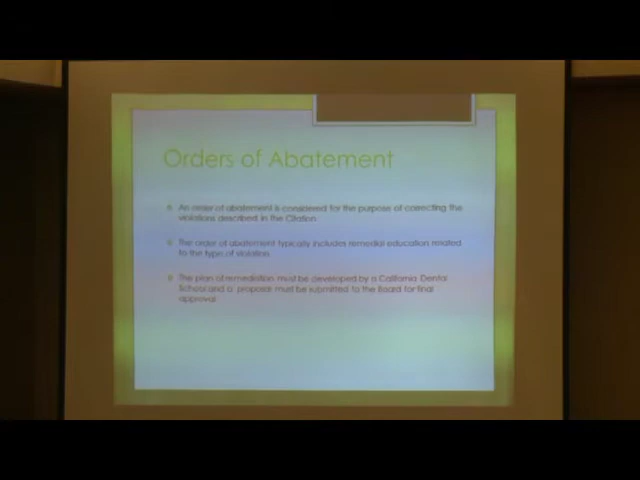 Orders of Abatement
An order of abatement is considered for the purpose of correcting the
violations described in the Citation
The order of abatement typically includes remedial education related
to the type of violation
The plan of remediation must be developed by a California Dental
School and a proposal must be submitted to the Board for final
approval